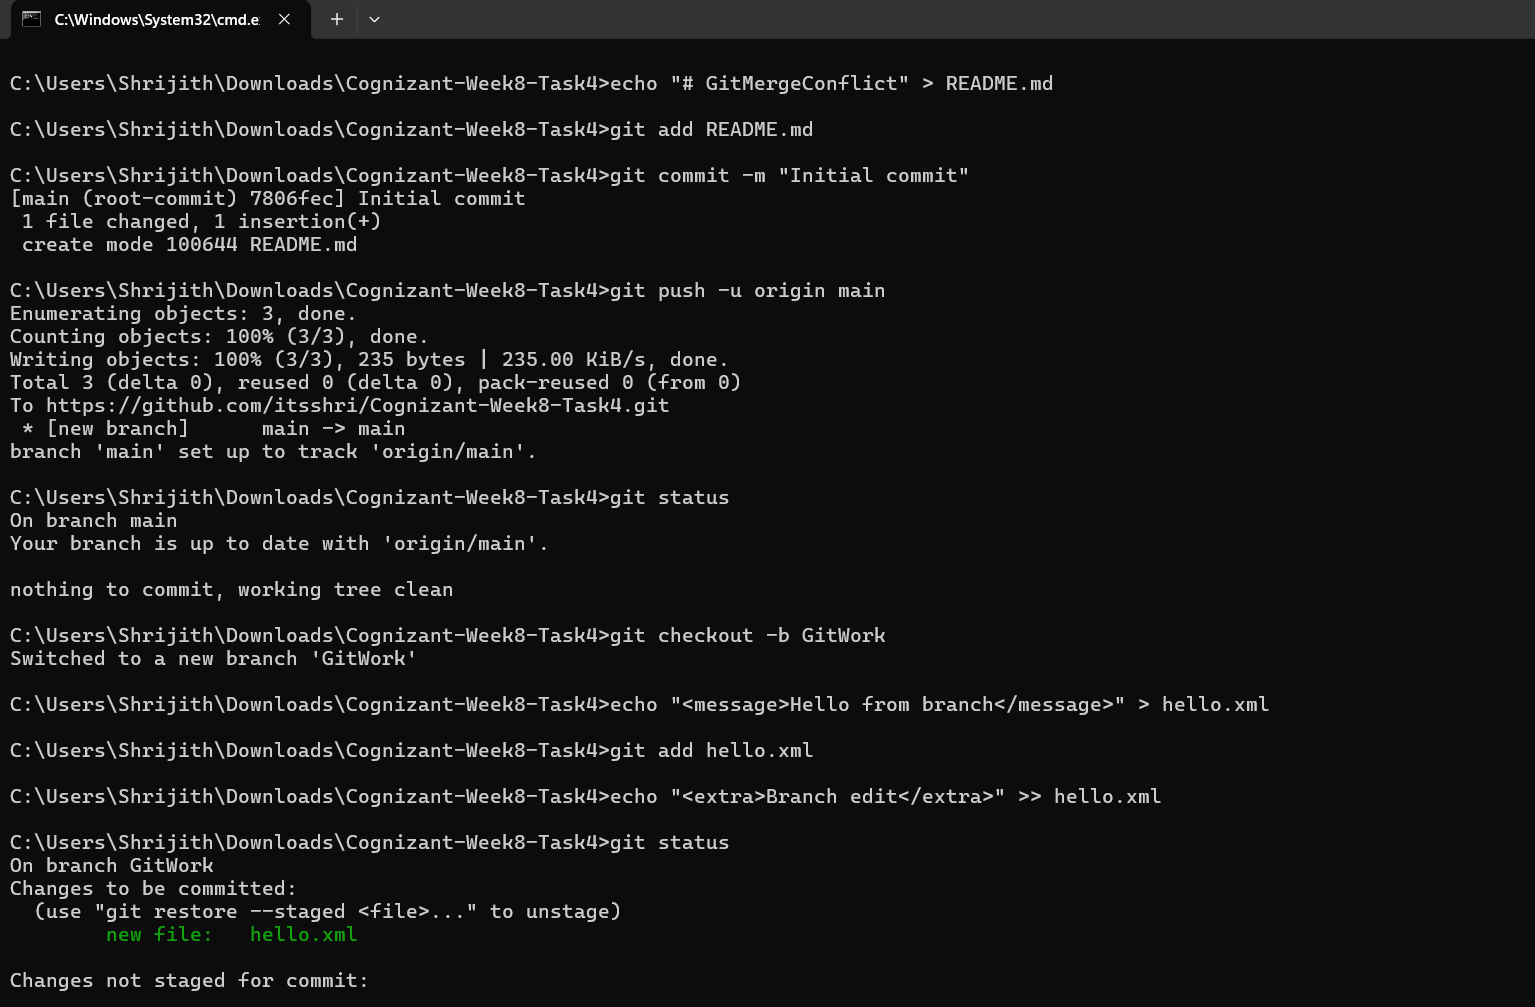 C:\Windows\System32\cmd.e
C:\Users\Shrijith\Downloads\Cognizant-Week8-Task4>echo "# GitMergeConflict" > README.md
C:\Users\Shrijith\Downloads\Cognizant-Week8-Task4>git add README.md
C:\Users\Shrijith\Downloads\Cognizant-Week8-Task4>git commit -m "Initial commit"
[main (root-commit) 7806fec] Initial commit
 1 file changed, 1 insertion(+)
 create mode 100644 README.md
C:\Users\Shrijith\Downloads\Cognizant-Week8-Task4>git push -u origin main
Enumerating objects: 3, done.
Counting objects: 100% (3/3), done.
Writing objects: 100% (3/3), 235 bytes | 235.00 KiB/s, done.
Total 3 (delta 0), reused 0 (delta 0), pack-reused 0 (from 0)
To https://github.com/itsshri/Cognizant-Week8-Task4.git
 * [new branch]      main -> main
branch 'main' set up to track 'origin/main'.
C:\Users\Shrijith\Downloads\Cognizant-Week8-Task4>git status
On branch main
Your branch is up to date with 'origin/main'.
nothing to commit, working tree clean
C:\Users\Shrijith\Downloads\Cognizant-Week8-Task4>git checkout -b GitWork
Switched to a new branch 'GitWork'
C:\Users\Shrijith\Downloads\Cognizant-Week8-Task4>echo "<message>Hello from branch</message>" > hello.xml
C:\Users\Shrijith\Downloads\Cognizant-Week8-Task4>git add hello.xml
C:\Users\Shrijith\Downloads\Cognizant-Week8-Task4>echo "<extra>Branch edit</extra>" >> hello.xml
C:\Users\Shrijith\Downloads\Cognizant-Week8-Task4>git status
On branch GitWork
Changes to be committed:
  (use "git restore --staged <file>..." to unstage)
        new file:   hello.xml
Changes not staged for commit: